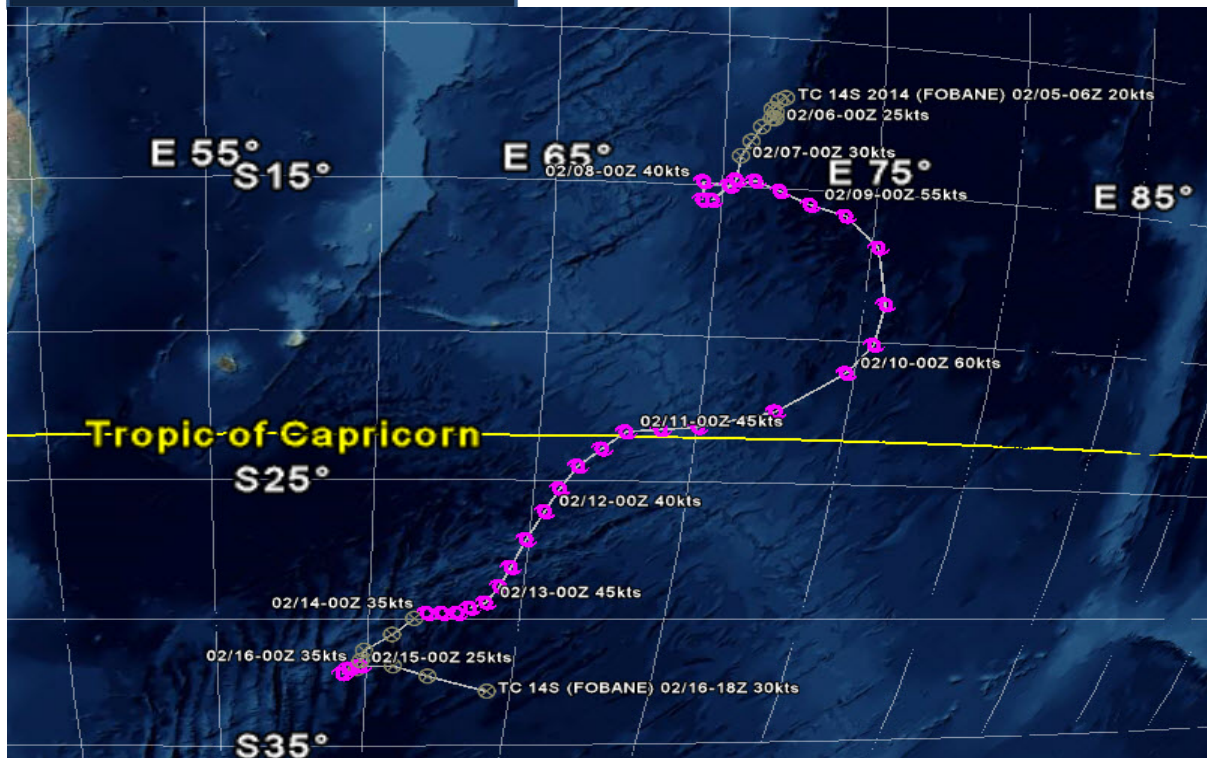 TC 14S 2014 (FOBANE) 02/05-06Z 20kts
02/06-00Z 25kts
E 55°
E 65°
02/07-00Z 30kts
S15°
02/08-00Z 40kts
E 75°
02/09-00Z 55kts
E 85°
02/10-00Z 60kts
02/11-00Z 45kts
Tropic of Capricorn
S25°
02/12-00Z 40kts
02/13-00Z 45kts
02/14-00Z 35kts
02/16-00Z 35kts
02/15-00Z 25kts
TC 14S (FOBANE) 02/16-18Z 30kts
S35°